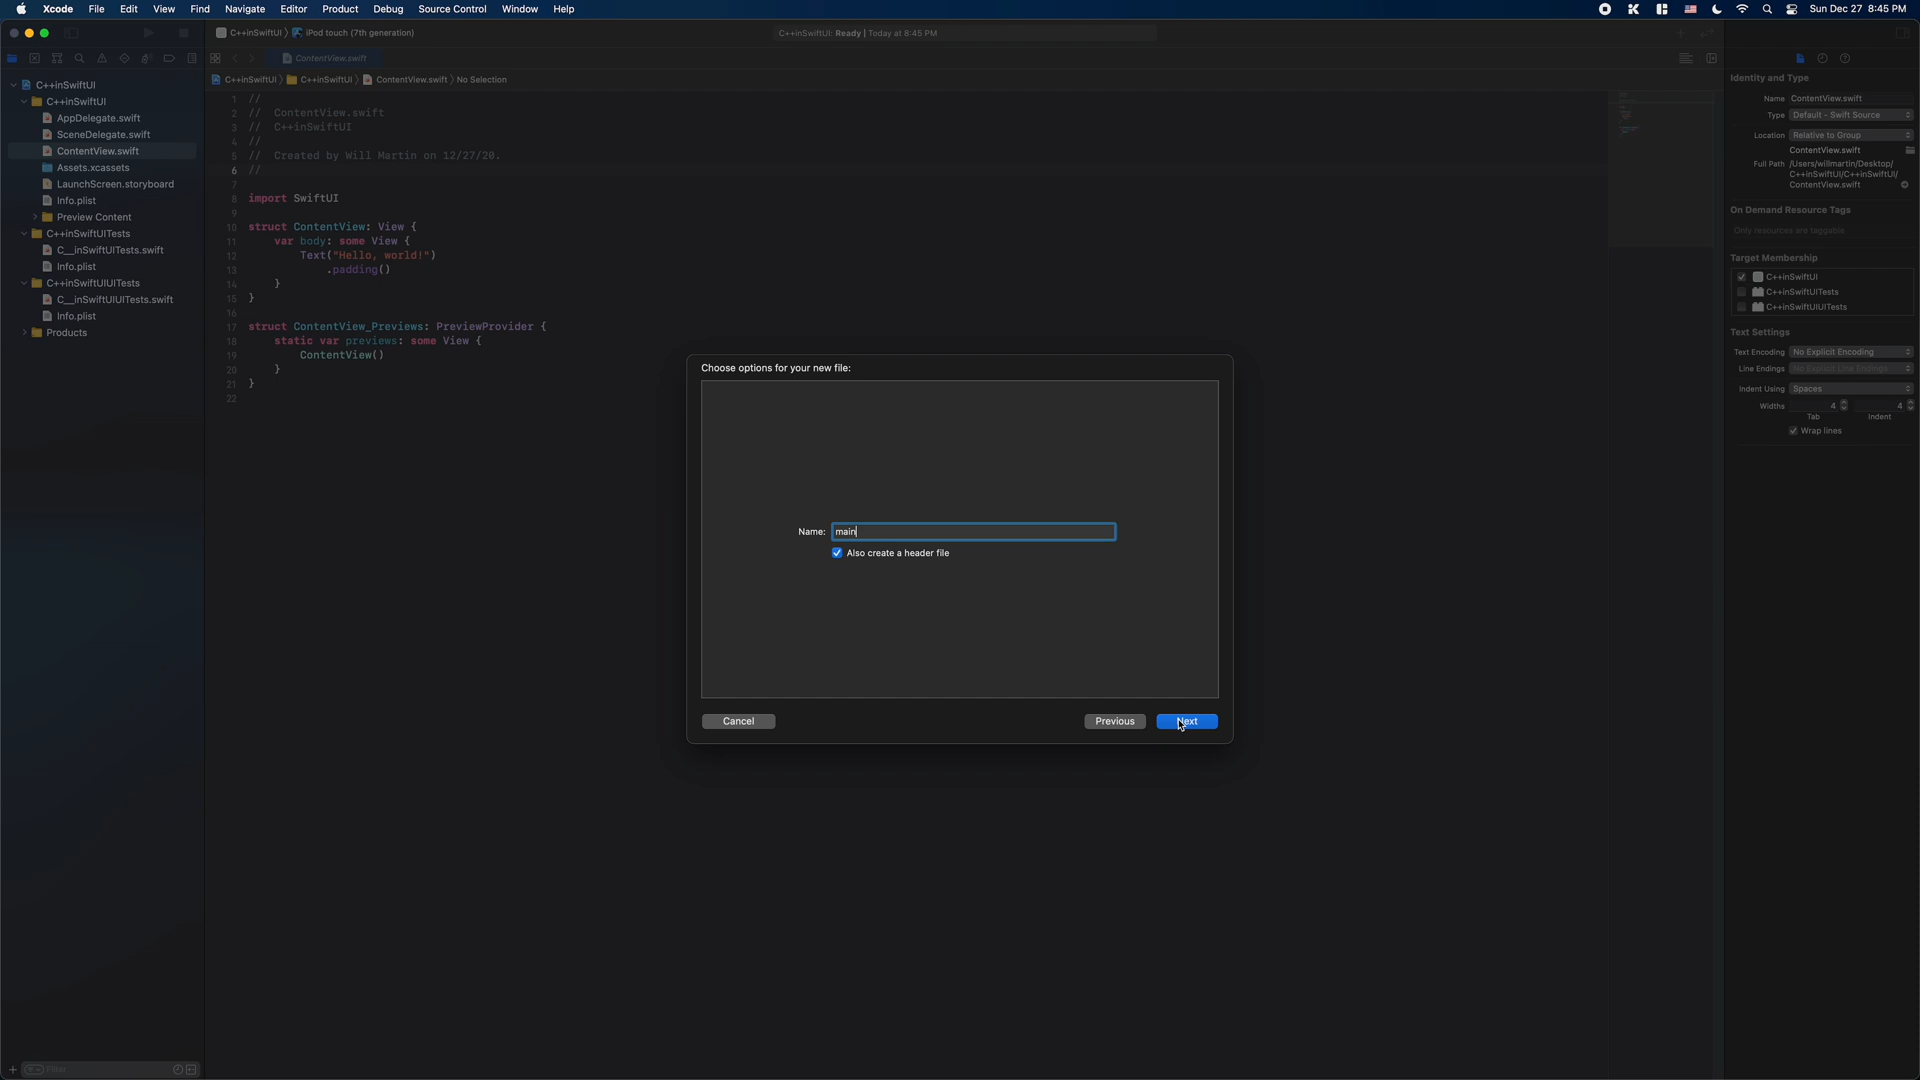 Xcode File Edit View Find Navigate Editor Product Debug Source Control Window Help Sun Dec 27 8:45 PM
C++inSwiftUI iPod touch (7th generation) C++inSwiftUI: Ready | Today at 8:45 PM
ContentView.swift
C++inSwiftUI C++inSwiftUI ContentView.swift No Selection
C++inSwiftUI
C++inSwiftUI
AppDelegate.swift
SceneDelegate.swift
ContentView.swift
Assets.xcassets
LaunchScreen.storyboard
Info.plist
Preview Content
C++inSwiftUITests
C__inSwiftUITests.swift
Info.plist
C++inSwiftUIUITests
C__inSwiftUIUITests.swift
Info.plist
Products
Filter
1 //
2 // ContentView.swift
3 // C++inSwiftUI
4 //
5 // Created by Will Martin on 12/27/20.
6 //
7
8 import SwiftUI
9
10 struct ContentView: View {
11 var body: some View {
12 Text("Hello, world!")
13 .padding()
14 }
15 }
16
17 struct ContentView_Previews: PreviewProvider {
18 static var previews: some View {
19 ContentView()
20 }
21 }
22
Choose options for your new file:
Name: main
Also create a header file
Cancel Previous Next
Identity and Type
Name ContentView.swift
Type Default - Swift Source
Location Relative to Group
ContentView.swift
Full Path /Users/willmartin/Desktop/
C++inSwiftUI/C++inSwiftUI/
ContentView.swift
On Demand Resource Tags
Only resources are taggable
Target Membership
C++inSwiftUI
C++inSwiftUITests
C++inSwiftUIUITests
Text Settings
Text Encoding No Explicit Encoding
Line Endings No Explicit Line Endings
Indent Using Spaces
Widths 4 4
Tab Indent
Wrap lines